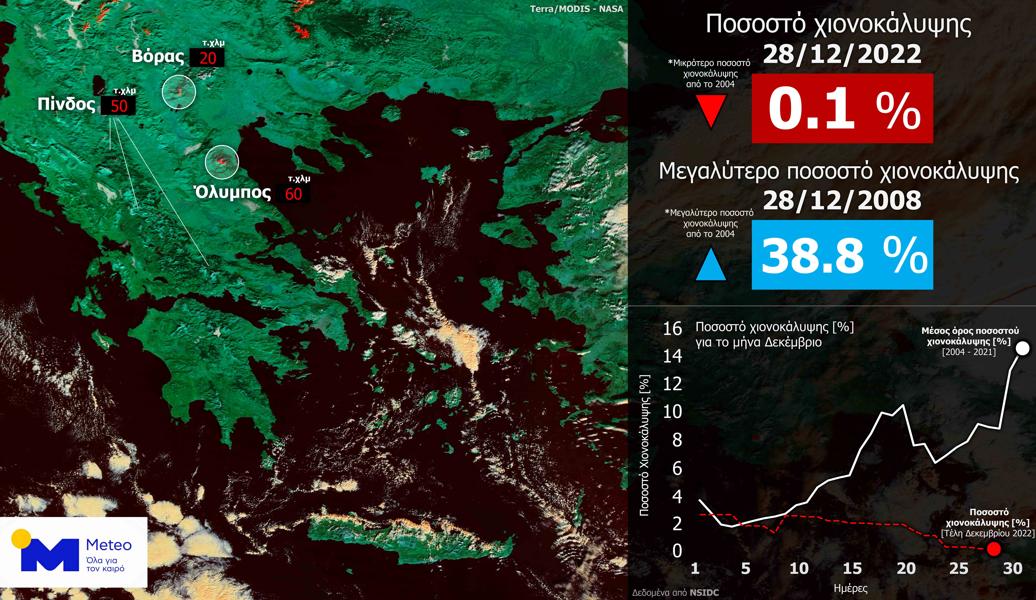 Terra/MODIS - NASA
τ.χλμ
Βόρας 20
τ.χλμ
Πίνδος 50
τ.χλμ
Όλυμπος 60
Meteo
Όλα για
τον καιρό
Ποσοστό χιονοκάλυψης
28/12/2022
*Μικρότερο ποσοστό
χιονοκάλυψης
από το 2004
0.1 %
Μεγαλύτερο ποσοστό χιονοκάλυψης
28/12/2008
*Μεγαλύτερο ποσοστό
χιονοκάλυψης
από το 2004
38.8 %
Ποσοστό χιονοκάλυψης [%]
για το μήνα Δεκέμβριο
Μέσος όρος ποσοστού
χιονοκάλυψης [%]
[2004 - 2021]
Ποσοστό Χιονοκάλυψης [%]
16
14
12
10
8
6
4
2
0
Ποσοστό
χιονοκάλυψης [%]
[Τέλη Δεκεμβρίου 2022]
1 5 10 15 20 25 30
Ημέρες
Δεδομένα από NSIDC